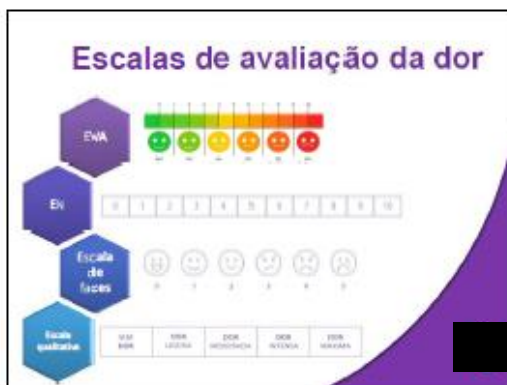 Escalas de avaliação da dor
EVA
EN
0 1 2 3 4 5 6 7 8 9 10
Escala
de
faces
0 1 2 3 4 5
Escala
qualitativa
SEM DOR LIGEIRA DOR MODERADA DOR INTENSA DOR MÁXIMA